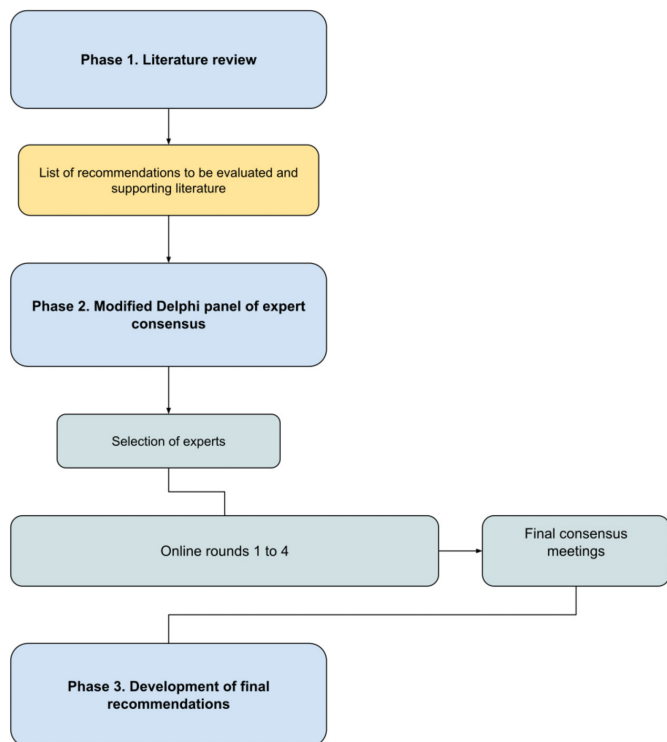 Phase 1. Literature review
List of recommendations to be evaluated and
supporting literature
Phase 2. Modified Delphi panel of expert
consensus
Selection of experts
Online rounds 1 to 4
Final consensus
meetings
Phase 3. Development of final
recommendations